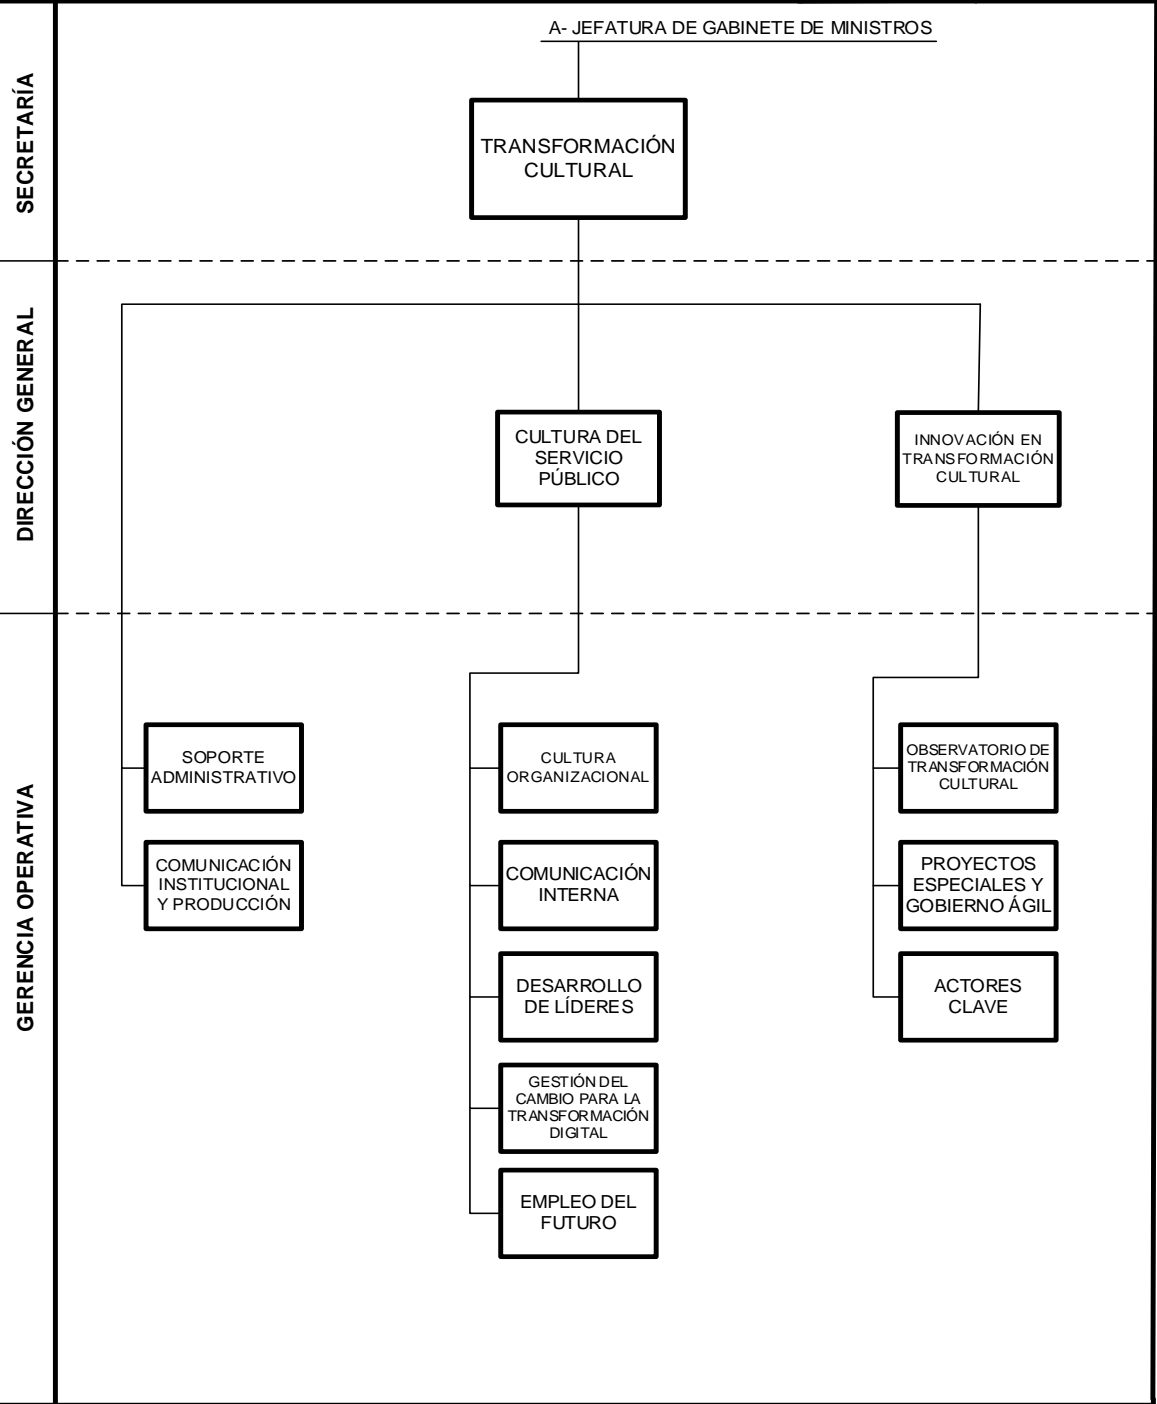 A- JEFATURA DE GABINETE DE MINISTROS
SECRETARÍA
TRANSFORMACIÓN
CULTURAL
DIRECCIÓN GENERAL
CULTURA DEL
SERVICIO
PÚBLICO
INNOVACIÓN EN
TRANSFORMACIÓN
CULTURAL
GERENCIA OPERATIVA
SOPORTE
ADMINISTRATIVO
COMUNICACIÓN
INSTITUCIONAL
Y PRODUCCIÓN
CULTURA
ORGANIZACIONAL
COMUNICACIÓN
INTERNA
DESARROLLO
DE LÍDERES
GESTIÓN DEL
CAMBIO PARA LA
TRANSFORMACIÓN
DIGITAL
EMPLEO DEL
FUTURO
OBSERVATORIO DE
TRANSFORMACIÓN
CULTURAL
PROYECTOS
ESPECIALES Y
GOBIERNO ÁGIL
ACTORES
CLAVE